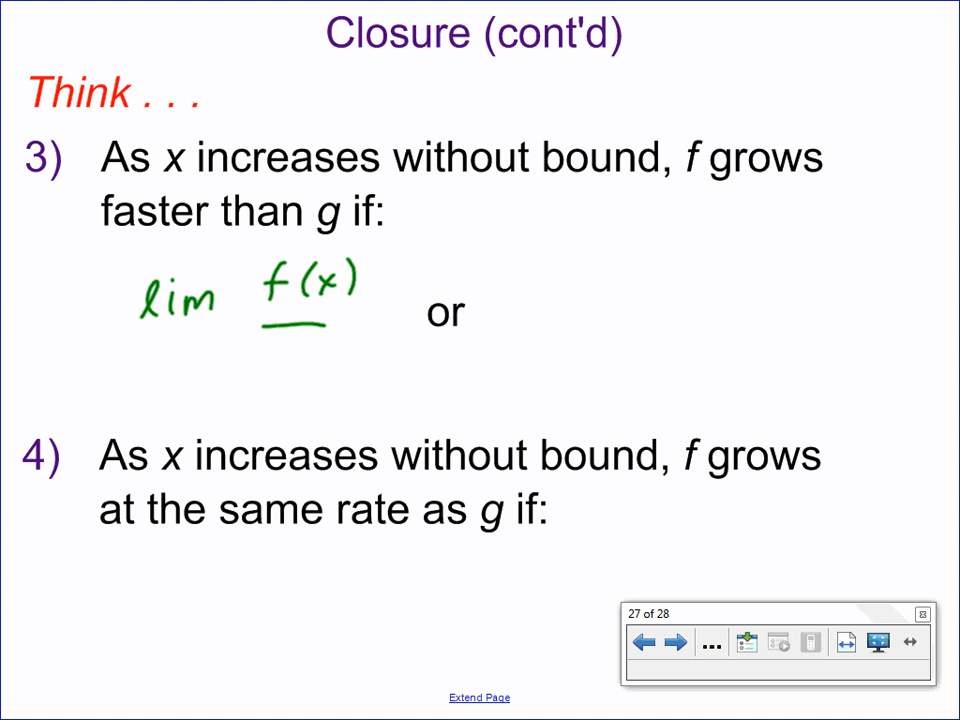 Closure (cont'd)
Think . . .
3) As x increases without bound, f grows
faster than g if:
lim f(x) or
4) As x increases without bound, f grows
at the same rate as g if:
27 of 28
...
Extend Page